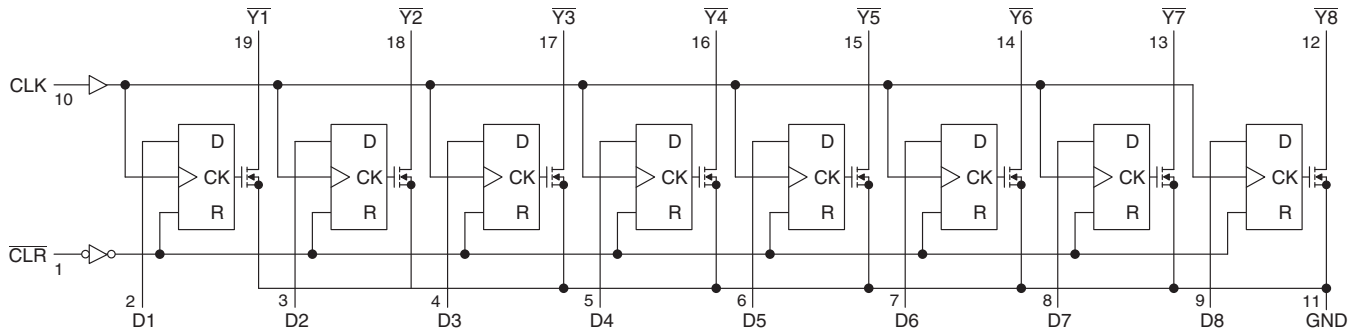 Y1 Y2 Y3 Y4 Y5 Y6 Y7 Y8
19 18 17 16 15 14 13 12
CLK
10
D D D D D D D D
CK CK CK CK CK CK CK CK
R R R R R R R R
CLR
1
2 3 4 5 6 7 8 9 11
D1 D2 D3 D4 D5 D6 D7 D8 GND